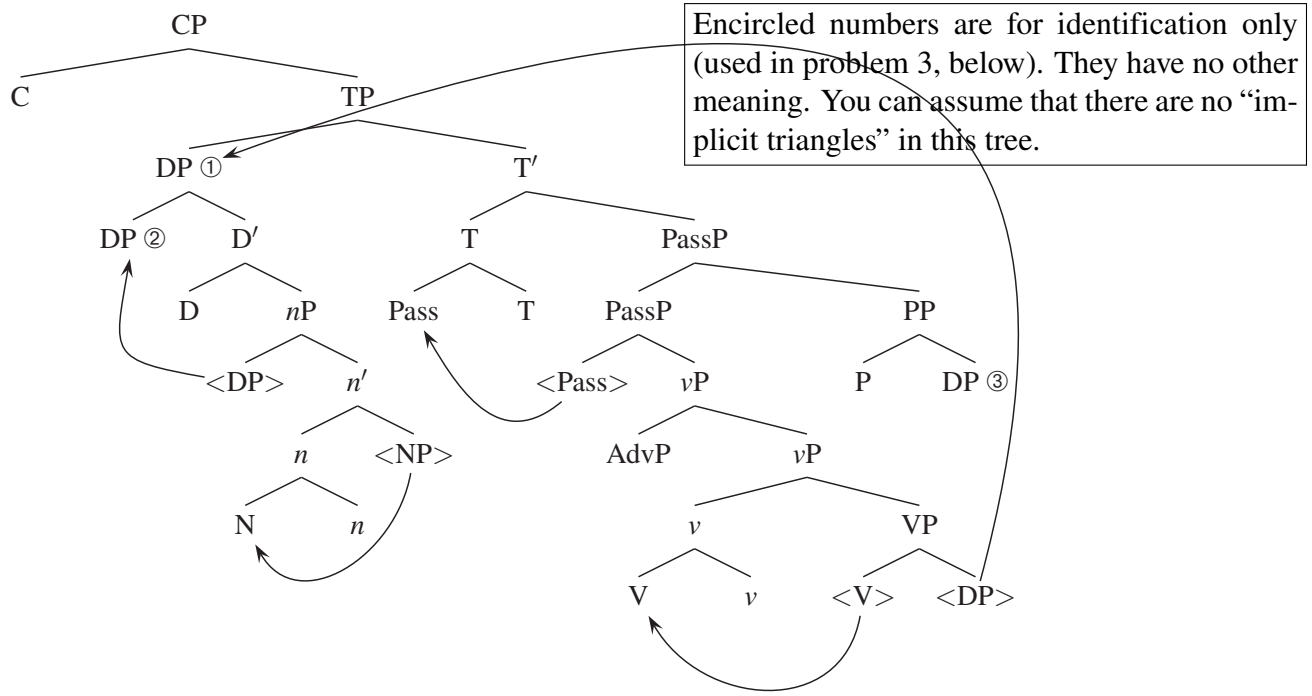 CP
Encircled numbers are for identification only
(used in problem 3, below). They have no other
meaning. You can assume that there are no “im-
plicit triangles” in this tree.
C TP
DP ① T′
DP ② D′ T PassP
D nP Pass T PassP PP
<DP> n′ <Pass> vP P DP ③
n <NP> AdvP vP
N n v VP
V v <V> <DP>